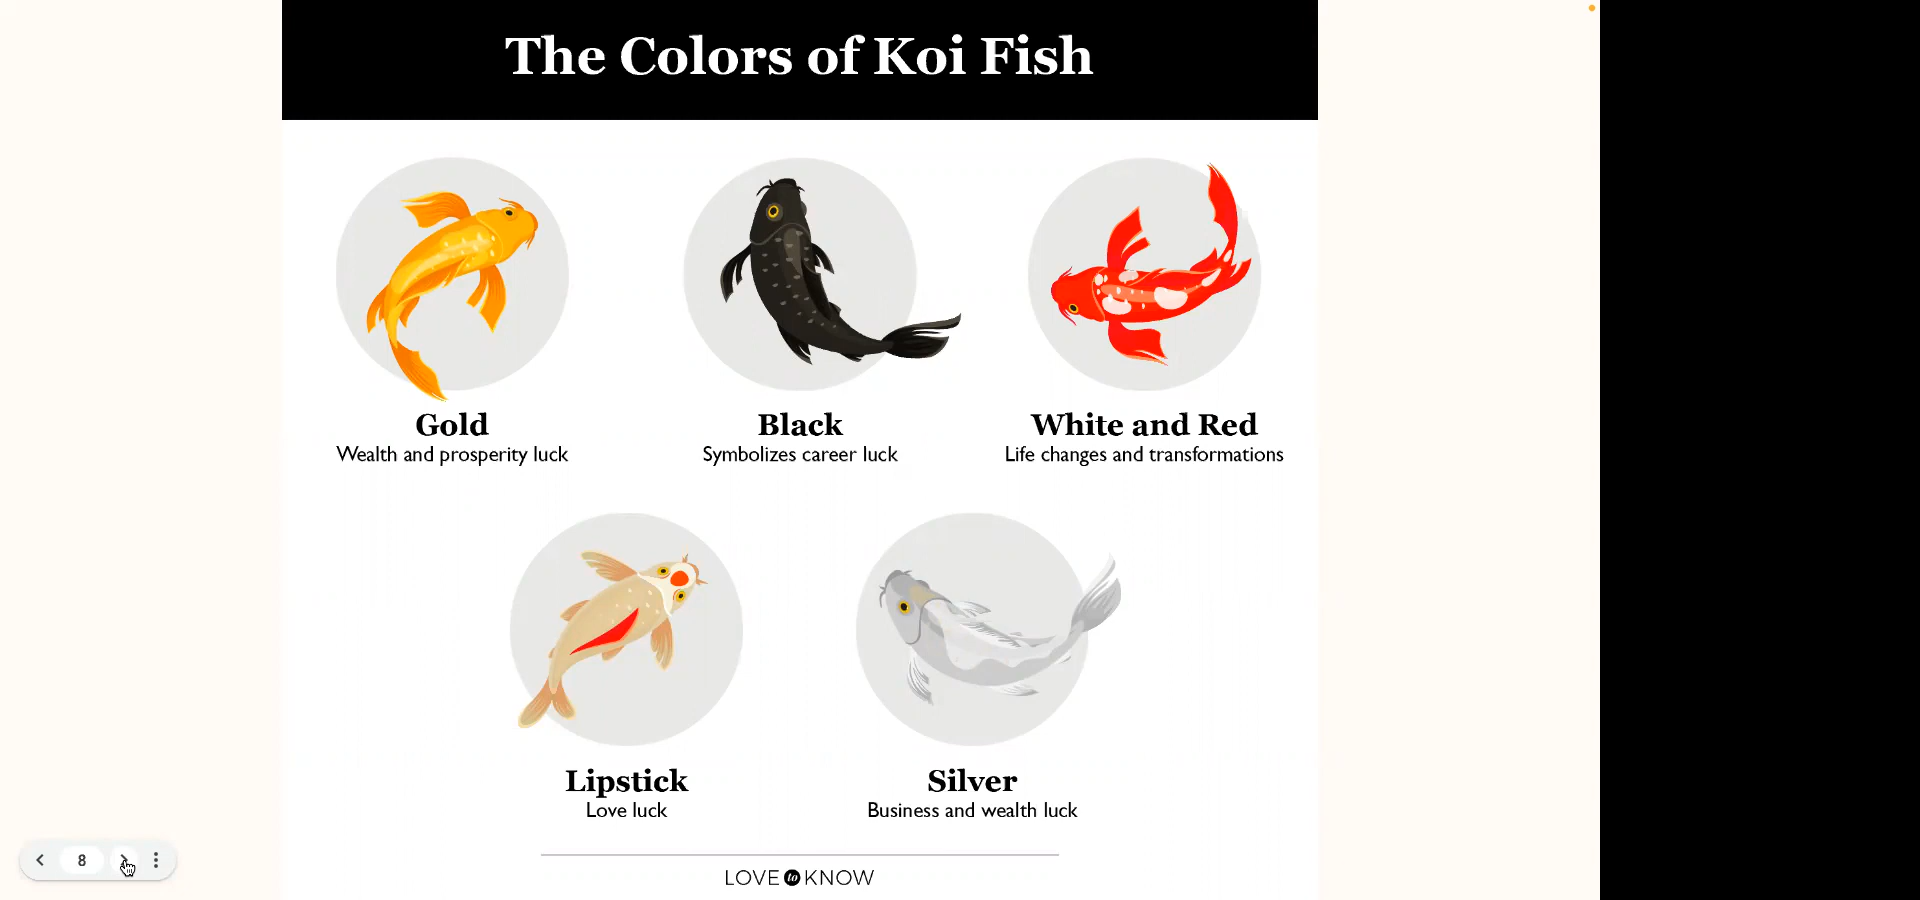 The Colors of Koi Fish
Gold
Wealth and prosperity luck
Black
Symbolizes career luck
White and Red
Life changes and transformations
Lipstick
Love luck
Silver
Business and wealth luck
LOVE to KNOW
8